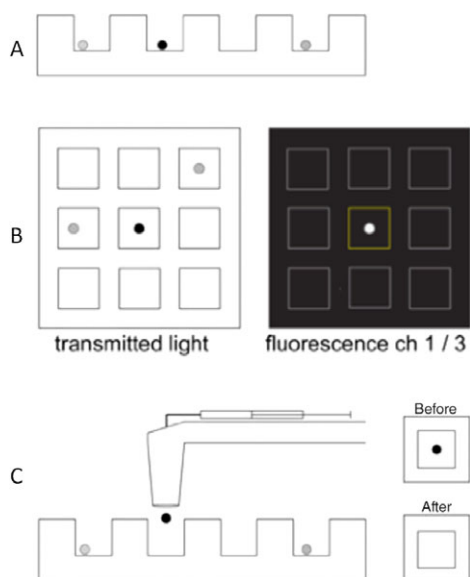 A
B
transmitted light
fluorescence ch 1 / 3
C
Before
After